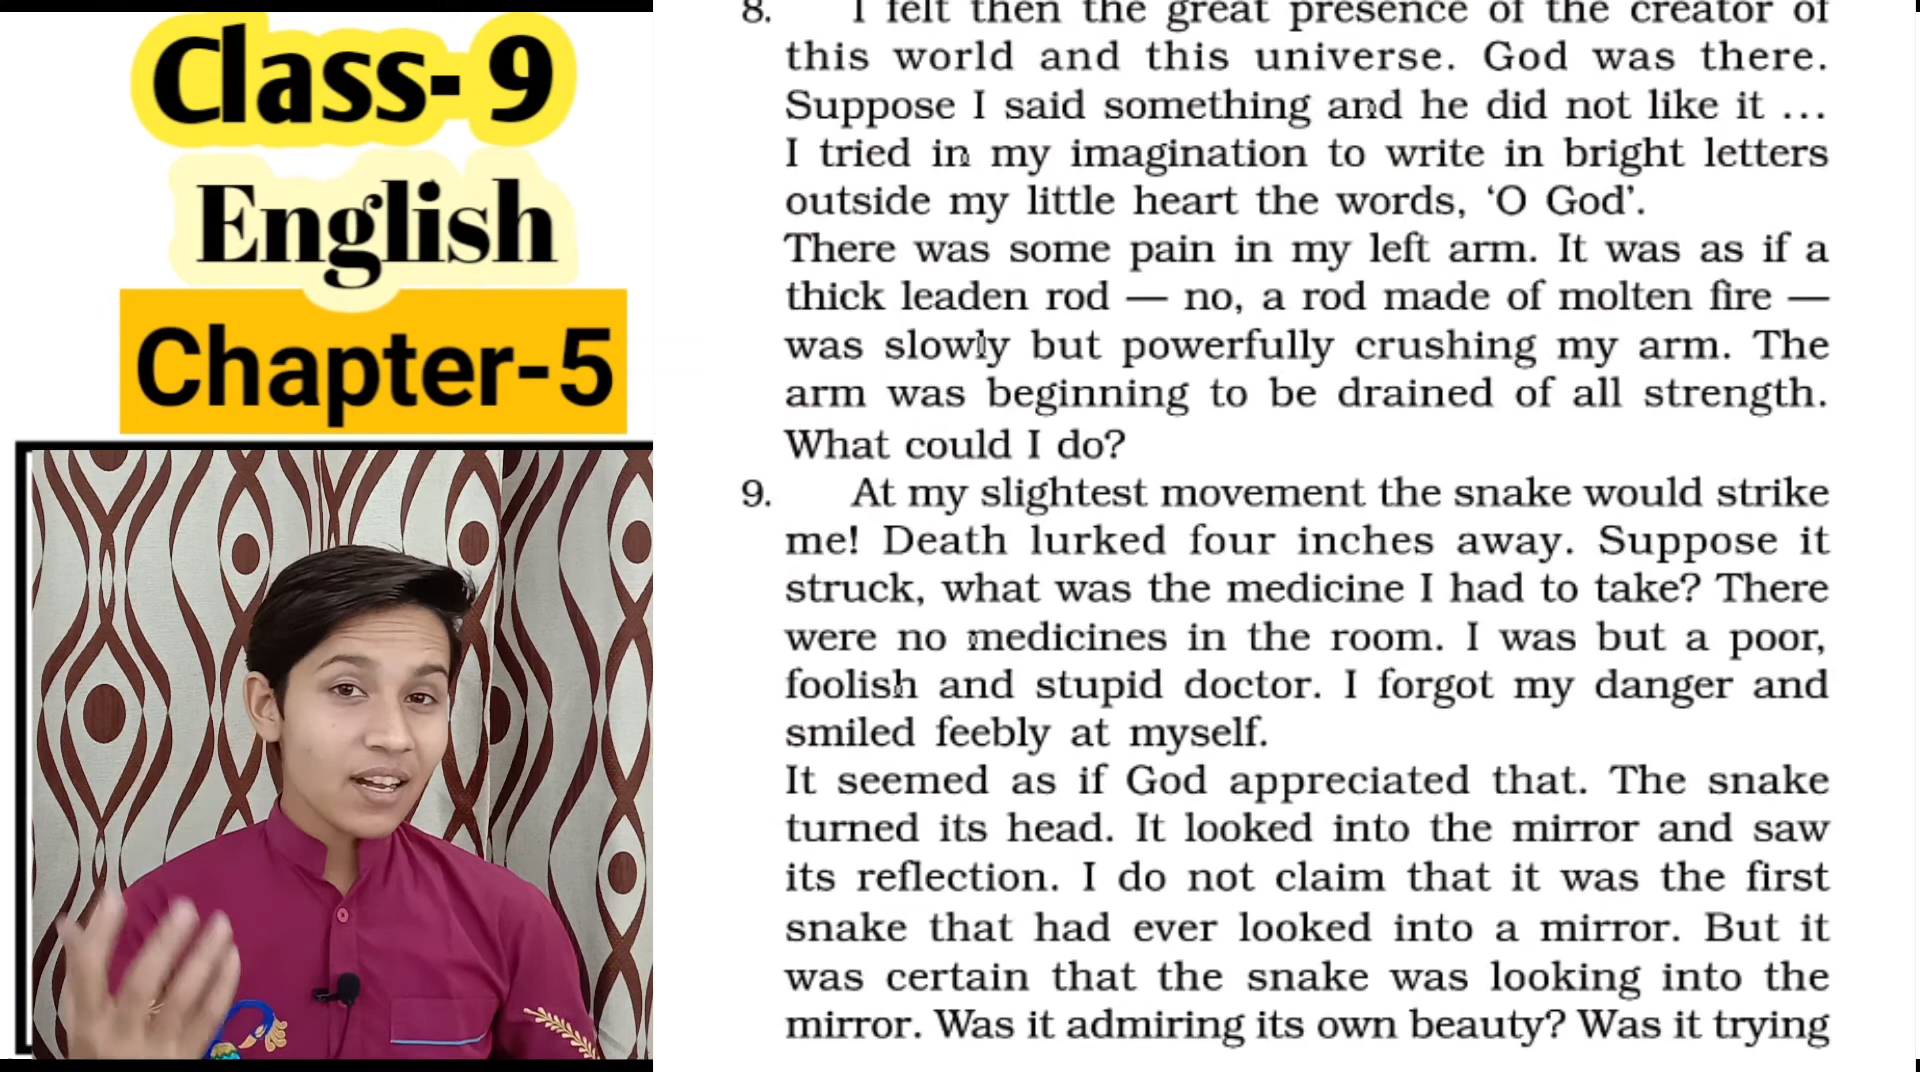 Class- 9
English
Chapter-5
8. I felt then the great presence of the creator of
this world and this universe. God was there.
Suppose I said something and he did not like it ...
I tried in my imagination to write in bright letters
outside my little heart the words, ‘O God’.
There was some pain in my left arm. It was as if a
thick leaden rod — no, a rod made of molten fire —
was slowly but powerfully crushing my arm. The
arm was beginning to be drained of all strength.
What could I do?
9. At my slightest movement the snake would strike
me! Death lurked four inches away. Suppose it
struck, what was the medicine I had to take? There
were no medicines in the room. I was but a poor,
foolish and stupid doctor. I forgot my danger and
smiled feebly at myself.
It seemed as if God appreciated that. The snake
turned its head. It looked into the mirror and saw
its reflection. I do not claim that it was the first
snake that had ever looked into a mirror. But it
was certain that the snake was looking into the
mirror. Was it admiring its own beauty? Was it trying